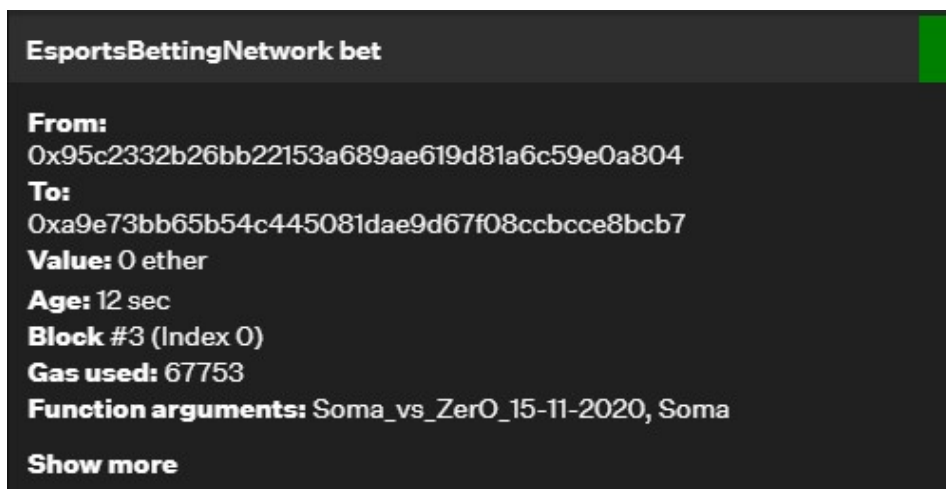 EsportsBettingNetwork bet
From:
0x95c2332b26bb22153a689ae619d81a6c59e0a804
To:
0xa9e73bb65b54c445081dae9d67f08ccbcce8bcb7
Value: 0 ether
Age: 12 sec
Block #3 (Index 0)
Gas used: 67753
Function arguments: Soma_vs_ZerO_15-11-2020, Soma
Show more